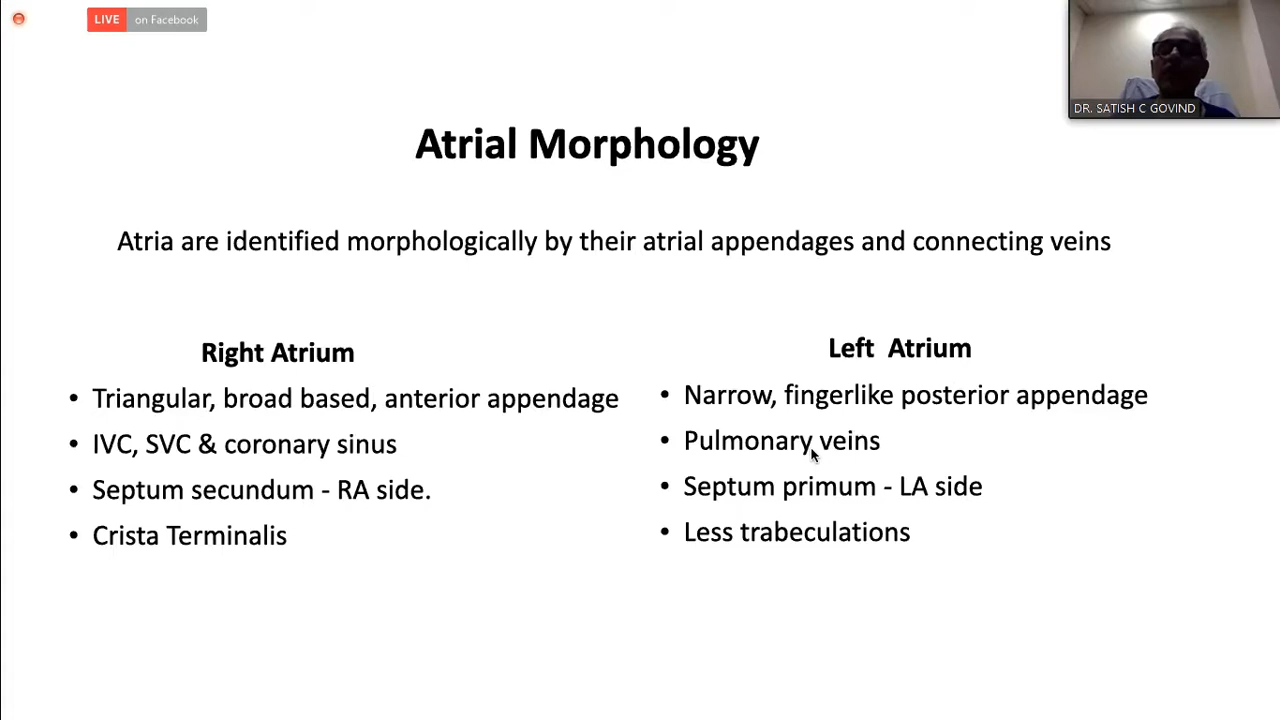 LIVE on Facebook
DR. SATISH C GOVIND
Atrial Morphology
Atria are identified morphologically by their atrial appendages and connecting veins
Right Atrium
• Triangular, broad based, anterior appendage
• IVC, SVC & coronary sinus
• Septum secundum - RA side.
• Crista Terminalis
Left Atrium
• Narrow, fingerlike posterior appendage
• Pulmonary veins
• Septum primum - LA side
• Less trabeculations